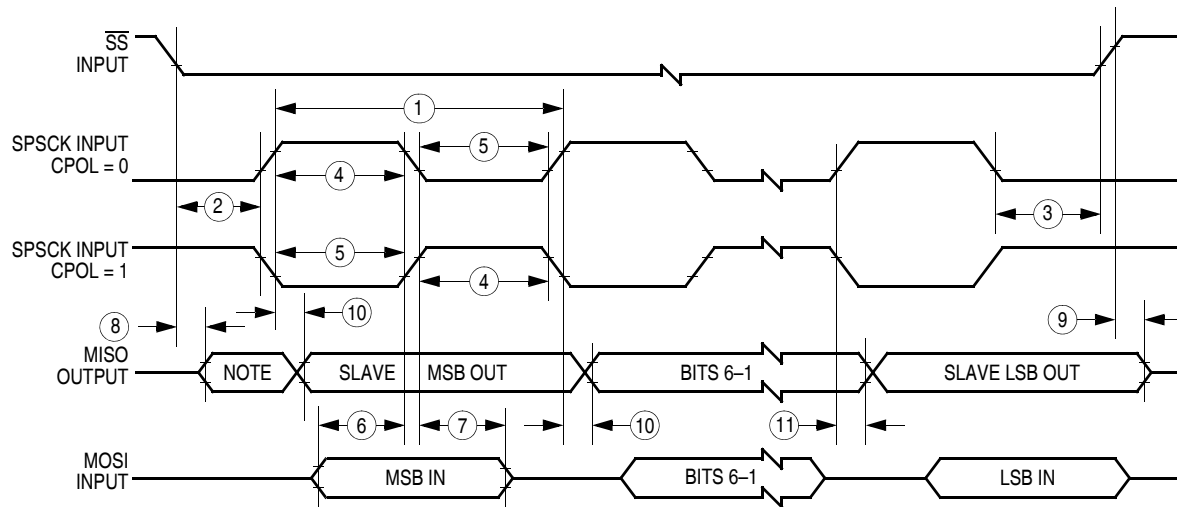 SS
INPUT
1
SPSCK INPUT
CPOL = 0
5
4
2
3
SPSCK INPUT
CPOL = 1
5
4
8
10
9
MISO
OUTPUT
NOTE
SLAVE MSB OUT
BITS 6–1
SLAVE LSB OUT
6
7
10
11
MOSI
INPUT
MSB IN
BITS 6–1
LSB IN